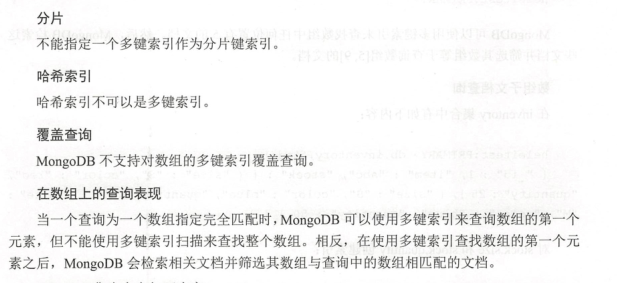 分片
不能指定一个多键索引作为分片键索引。
哈希索引
哈希索引不可以是多键索引。
覆盖查询
MongoDB 不支持对数组的多键索引覆盖查询。
在数组上的查询表现
当一个查询为一个数组指定完全匹配时，MongoDB 可以使用多键索引来查询数组的第一个
元素，但不能使用多键索引扫描来查找整个数组。相反，在使用多键索引查找数组的第一个元
素之后，MongoDB 会检索相关文档并筛选其数组与查询中的数组相匹配的文档。